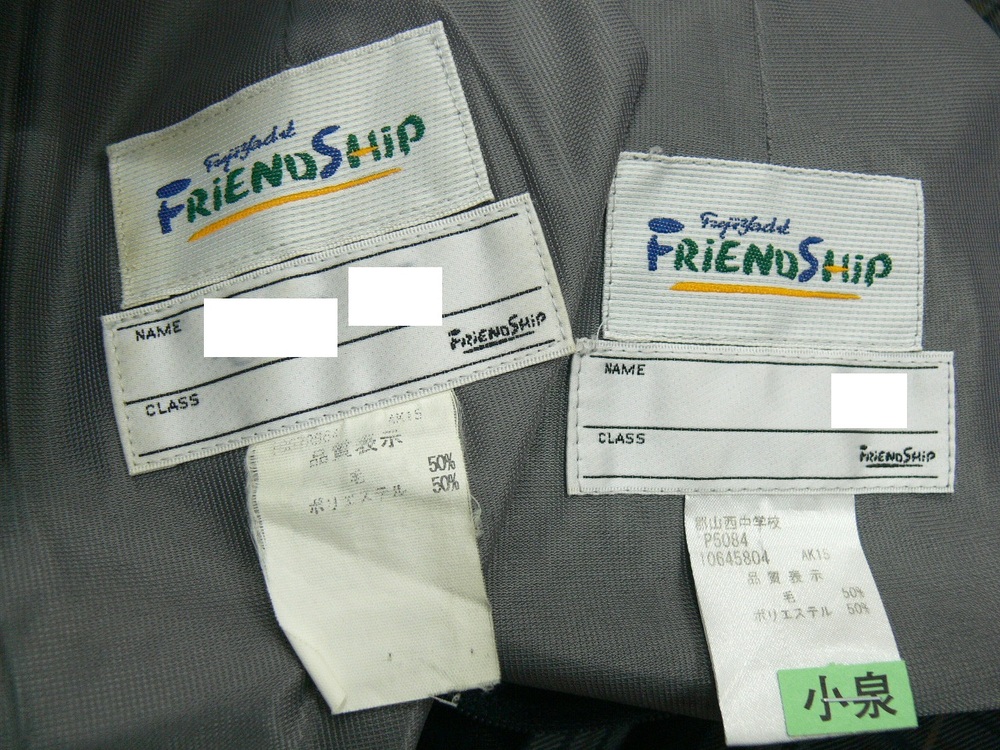 Fujiyacht
FRiENDSHiP
NAME
CLASS
FRiENDSHiP
AK15
品質表示
毛 50%
ポリエステル 50%
Fujiyacht
FRiENDSHiP
NAME
CLASS
FRiENDSHiP
郡山西中学校
P5084
10645804 AK15
品質表示
毛 50%
ポリエステル 50%
小泉